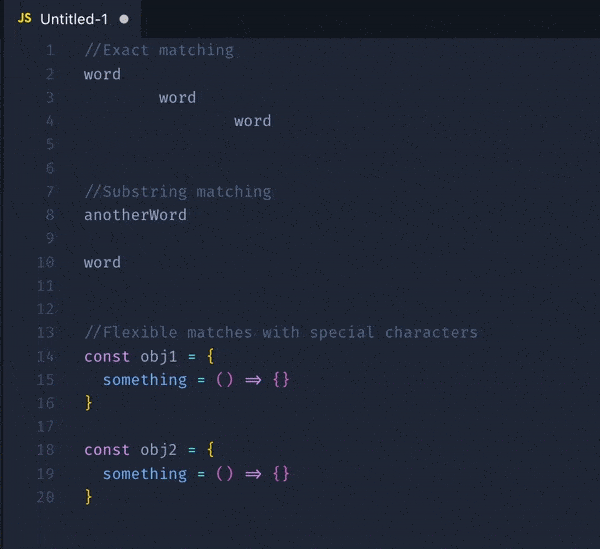 JS Untitled-1
1 //Exact matching
2 word
3 word
4 word
5
6
7 //Substring matching
8 anotherWord
9
10 word
11
12
13 //Flexible matches with special characters
14 const obj1 = {
15 something = () => {}
16 }
17
18 const obj2 = {
19 something = () => {}
20 }